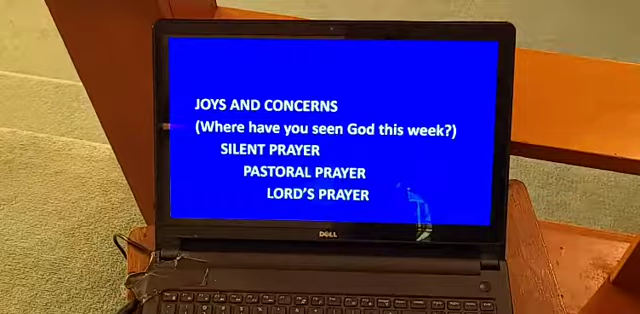 JOYS AND CONCERNS
(Where have you seen God this week?)
SILENT PRAYER
PASTORAL PRAYER
LORD'S PRAYER
DELL